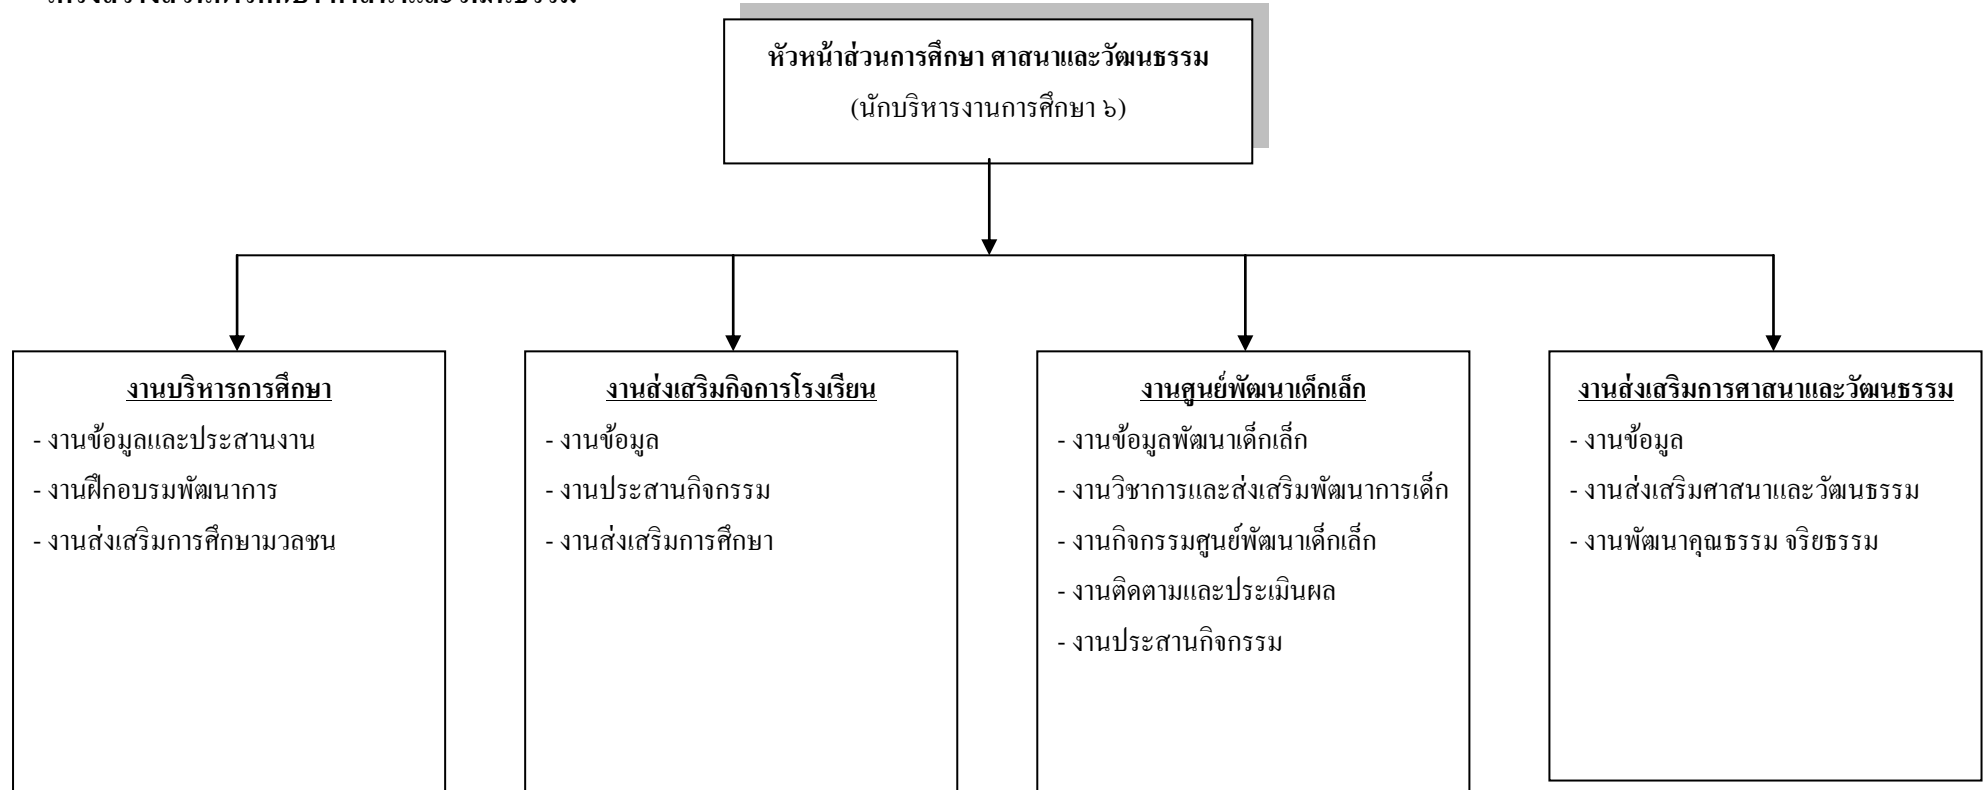 หัวหน้าส่วนการศึกษา ศาสนาและวัฒนธรรม
(นักบริหารงานการศึกษา ๖)
งานบริหารการศึกษา
- งานข้อมูลและประสานงาน
- งานฝึกอบรมพัฒนาการ
- งานส่งเสริมการศึกษามวลชน
งานส่งเสริมกิจการโรงเรียน
- งานข้อมูล
- งานประสานกิจกรรม
- งานส่งเสริมการศึกษา
งานศูนย์พัฒนาเด็กเล็ก
- งานข้อมูลพัฒนาเด็กเล็ก
- งานวิชาการและส่งเสริมพัฒนาการเด็ก
- งานกิจกรรมศูนย์พัฒนาเด็กเล็ก
- งานติดตามและประเมินผล
- งานประสานกิจกรรม
งานส่งเสริมการศาสนาและวัฒนธรรม
- งานข้อมูล
- งานส่งเสริมศาสนาและวัฒนธรรม
- งานพัฒนาคุณธรรม จริยธรรม